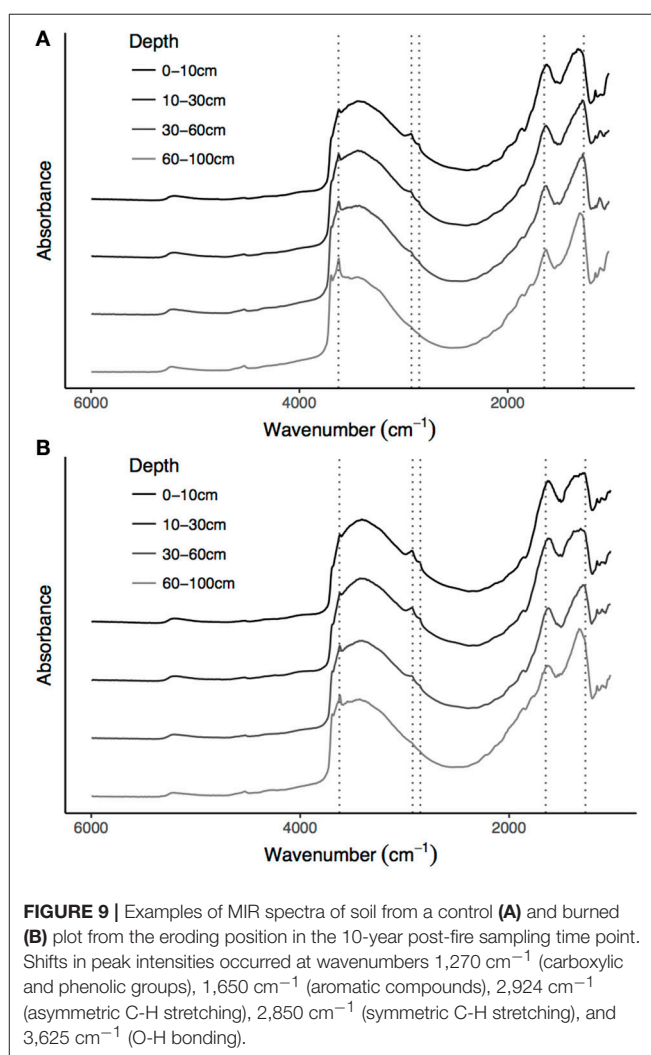 A
Depth
0–10cm
10–30cm
30–60cm
60–100cm
Absorbance
6000
4000
2000
Wavenumber (cm⁻¹)
B
Depth
0–10cm
10–30cm
30–60cm
60–100cm
Absorbance
6000
4000
2000
Wavenumber (cm⁻¹)
FIGURE 9 | Examples of MIR spectra of soil from a control (A) and burned
(B) plot from the eroding position in the 10-year post-fire sampling time point.
Shifts in peak intensities occurred at wavenumbers 1,270 cm⁻¹ (carboxylic
and phenolic groups), 1,650 cm⁻¹ (aromatic compounds), 2,924 cm⁻¹
(asymmetric C-H stretching), 2,850 cm⁻¹ (symmetric C-H stretching), and
3,625 cm⁻¹ (O-H bonding).